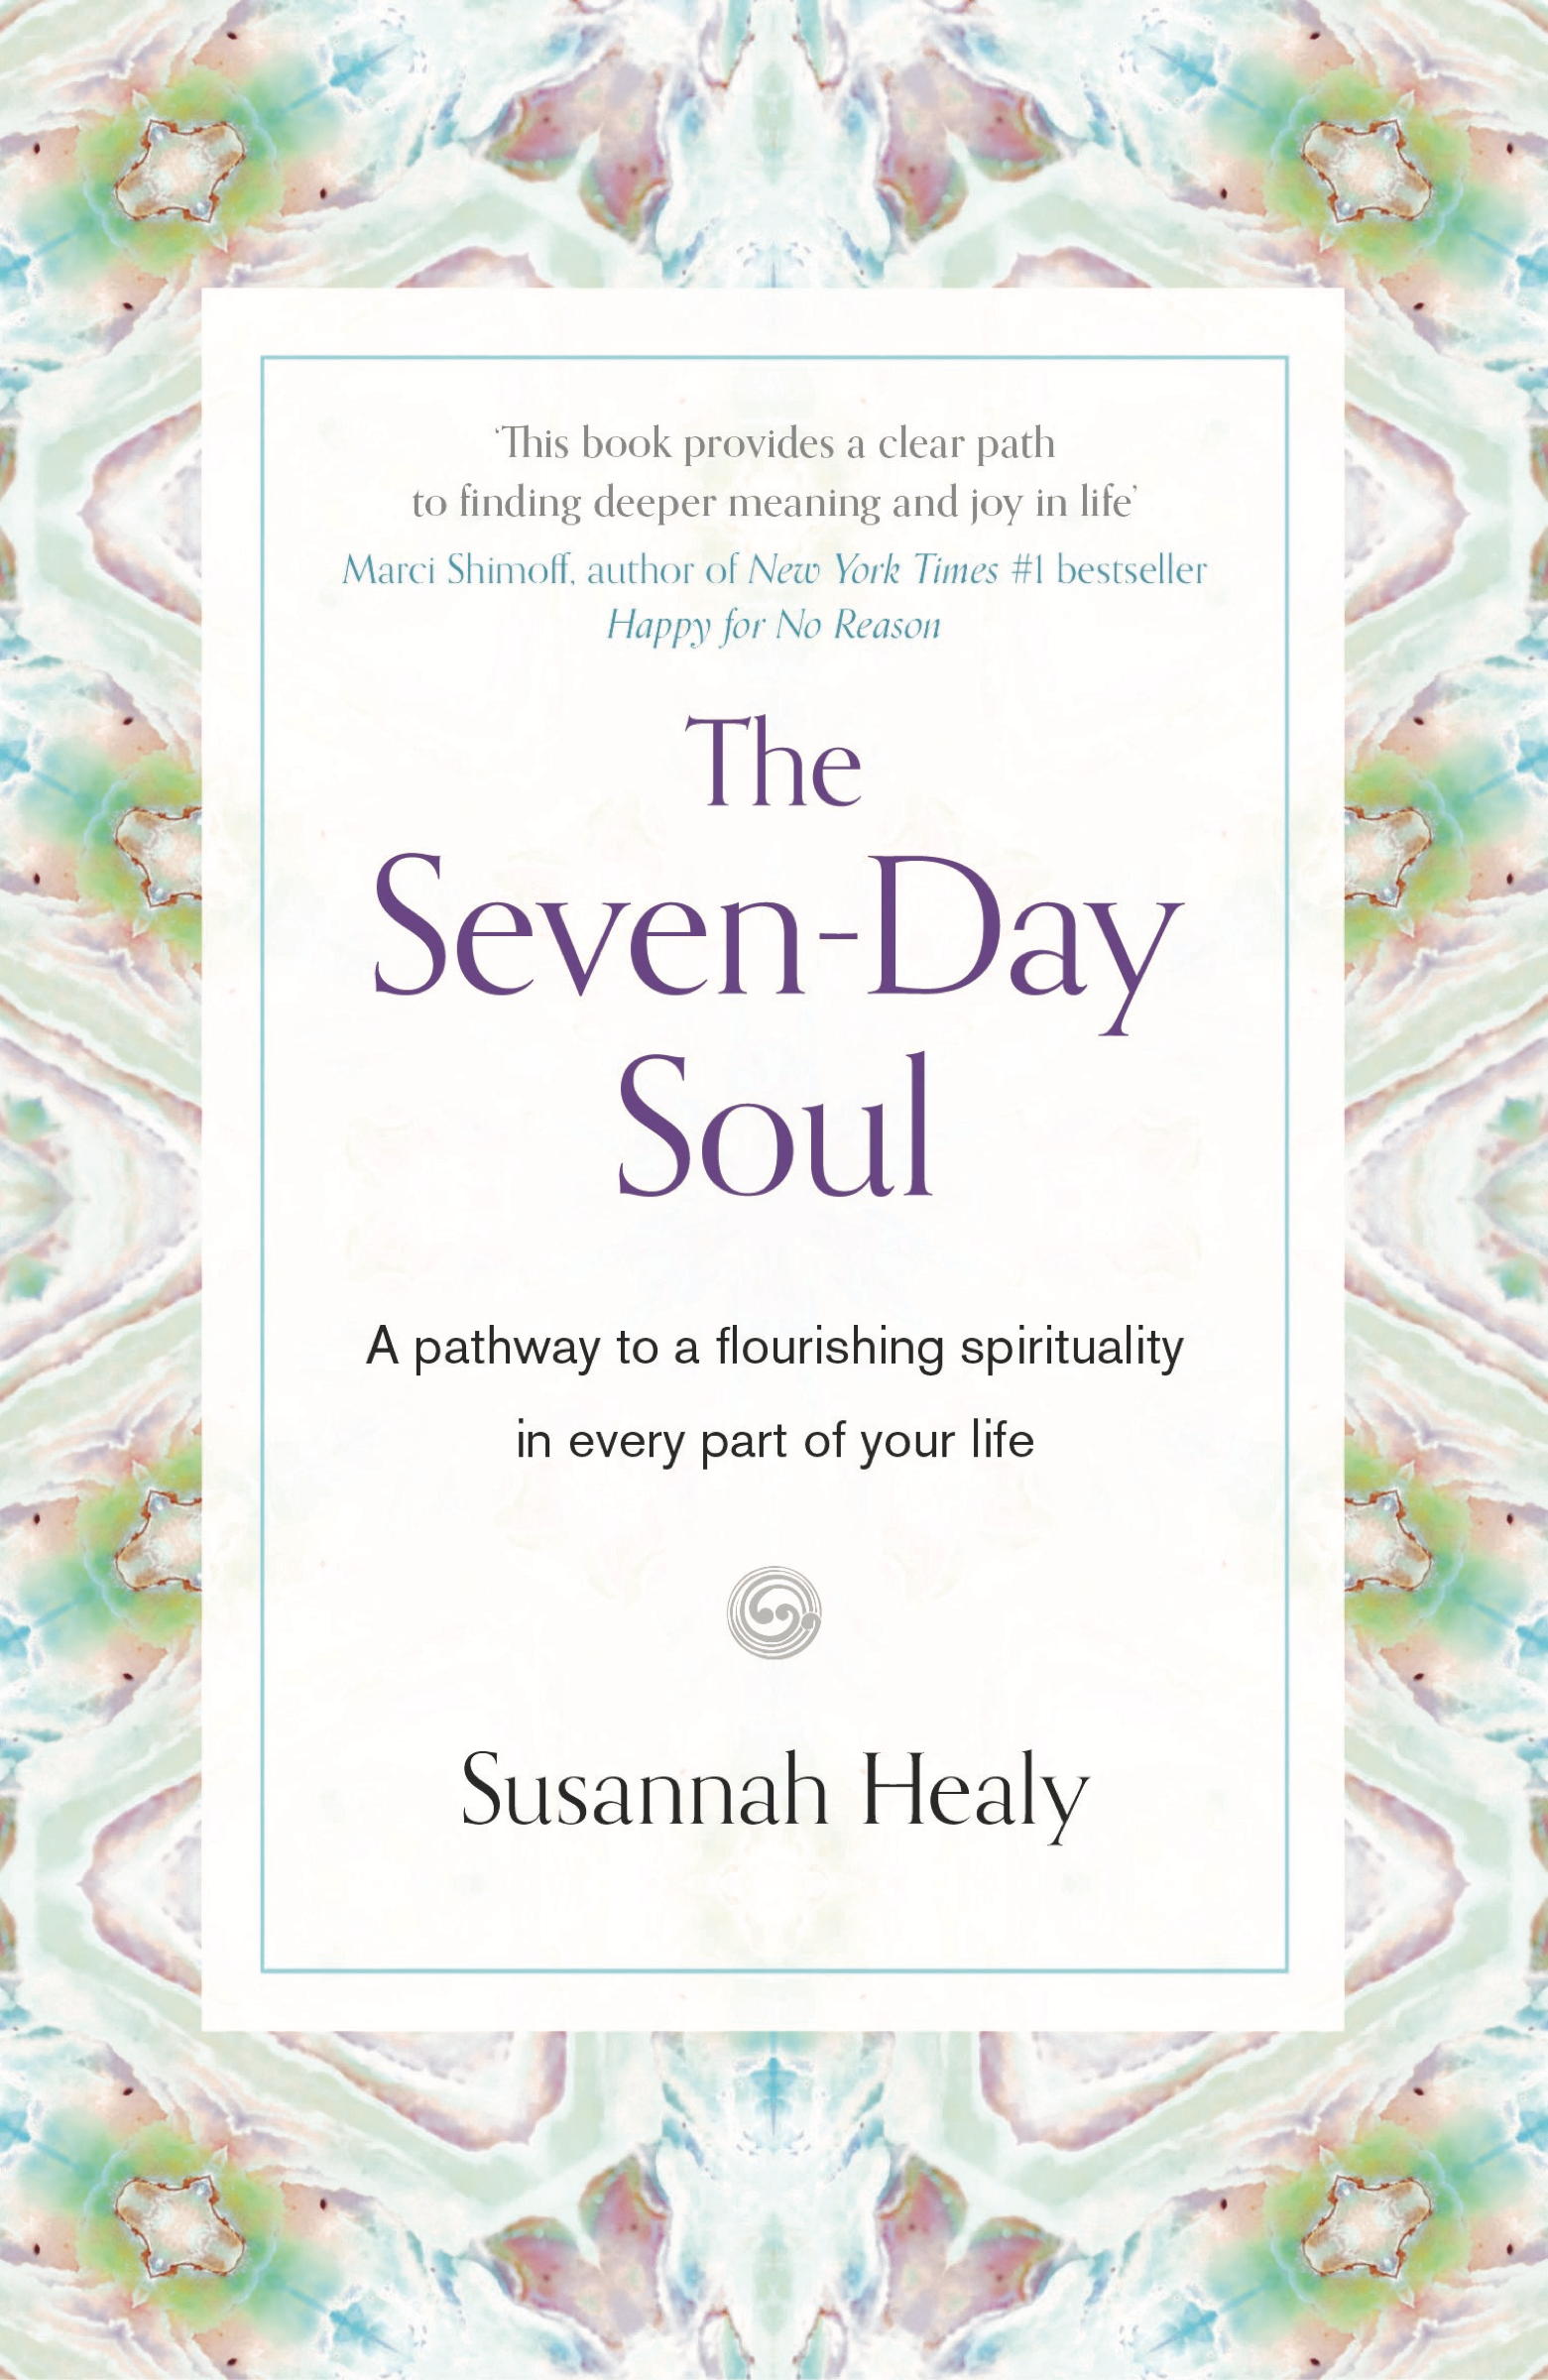 ‘This book provides a clear path
to finding deeper meaning and joy in life’
Marci Shimoff, author of New York Times #1 bestseller
Happy for No Reason
The
Seven-Day
Soul
A pathway to a flourishing spirituality
in every part of your life
Susannah Healy